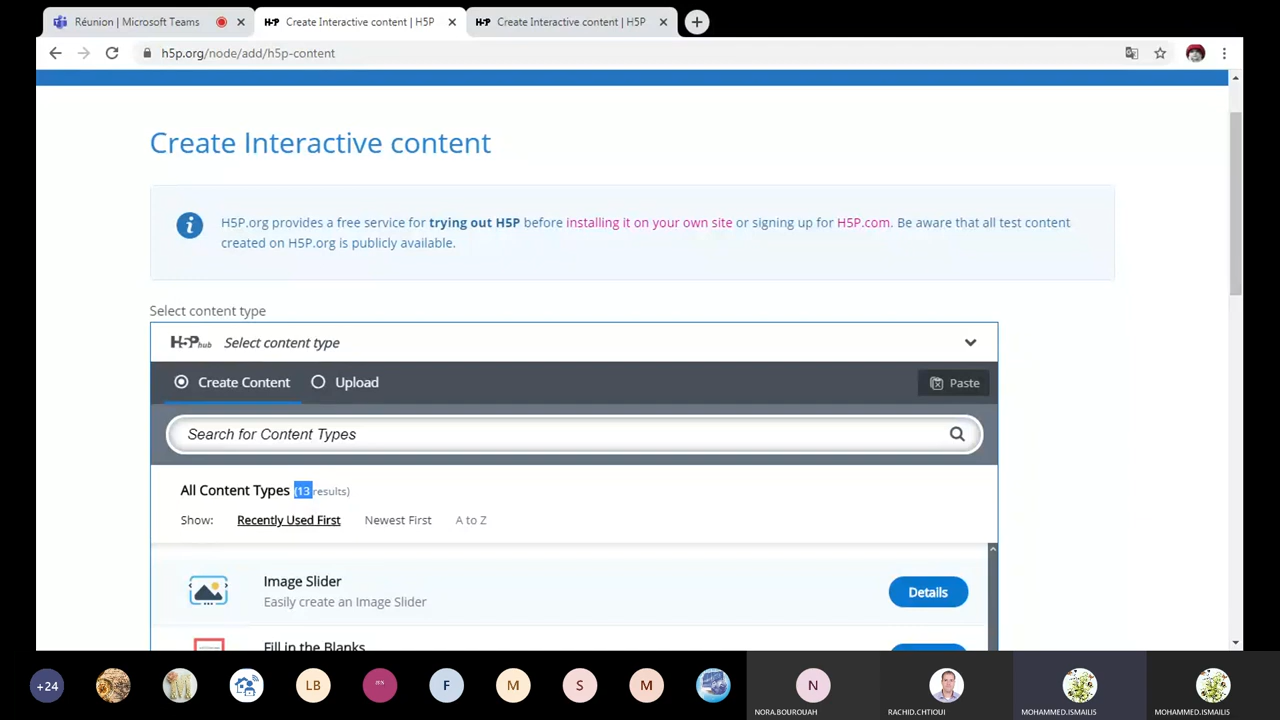 Réunion | Microsoft Teams
Create Interactive content | H5P
Create Interactive content | H5P
h5p.org/node/add/h5p-content
Create Interactive content
H5P.org provides a free service for trying out H5P before installing it on your own site or signing up for H5P.com. Be aware that all test content
created on H5P.org is publicly available.
Select content type
H5Phub Select content type
Create Content Upload Paste
Search for Content Types
All Content Types (13 results)
Show: Recently Used First Newest First A to Z
Image Slider
Easily create an Image Slider
Details
Fill in the Blanks
+24 LB F M S M N
NORA.BOUROUAH RACHID.CHTIOUI MOHAMMED.ISMAILIS MOHAMMED.ISMAILIS